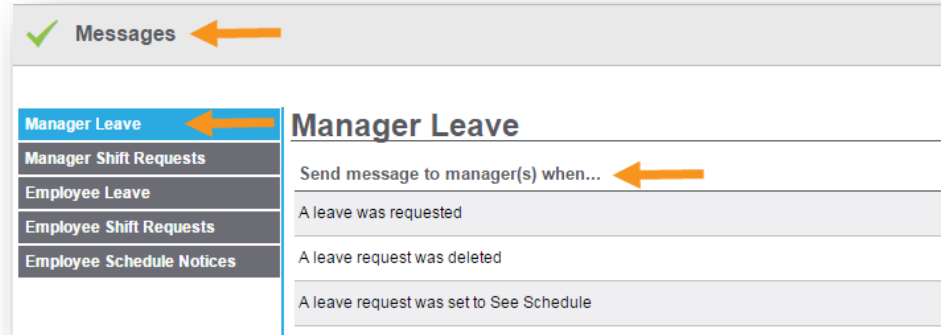 Messages
Manager Leave
Manager Shift Requests
Employee Leave
Employee Shift Requests
Employee Schedule Notices
Manager Leave
Send message to manager(s) when...
A leave was requested
A leave request was deleted
A leave request was set to See Schedule